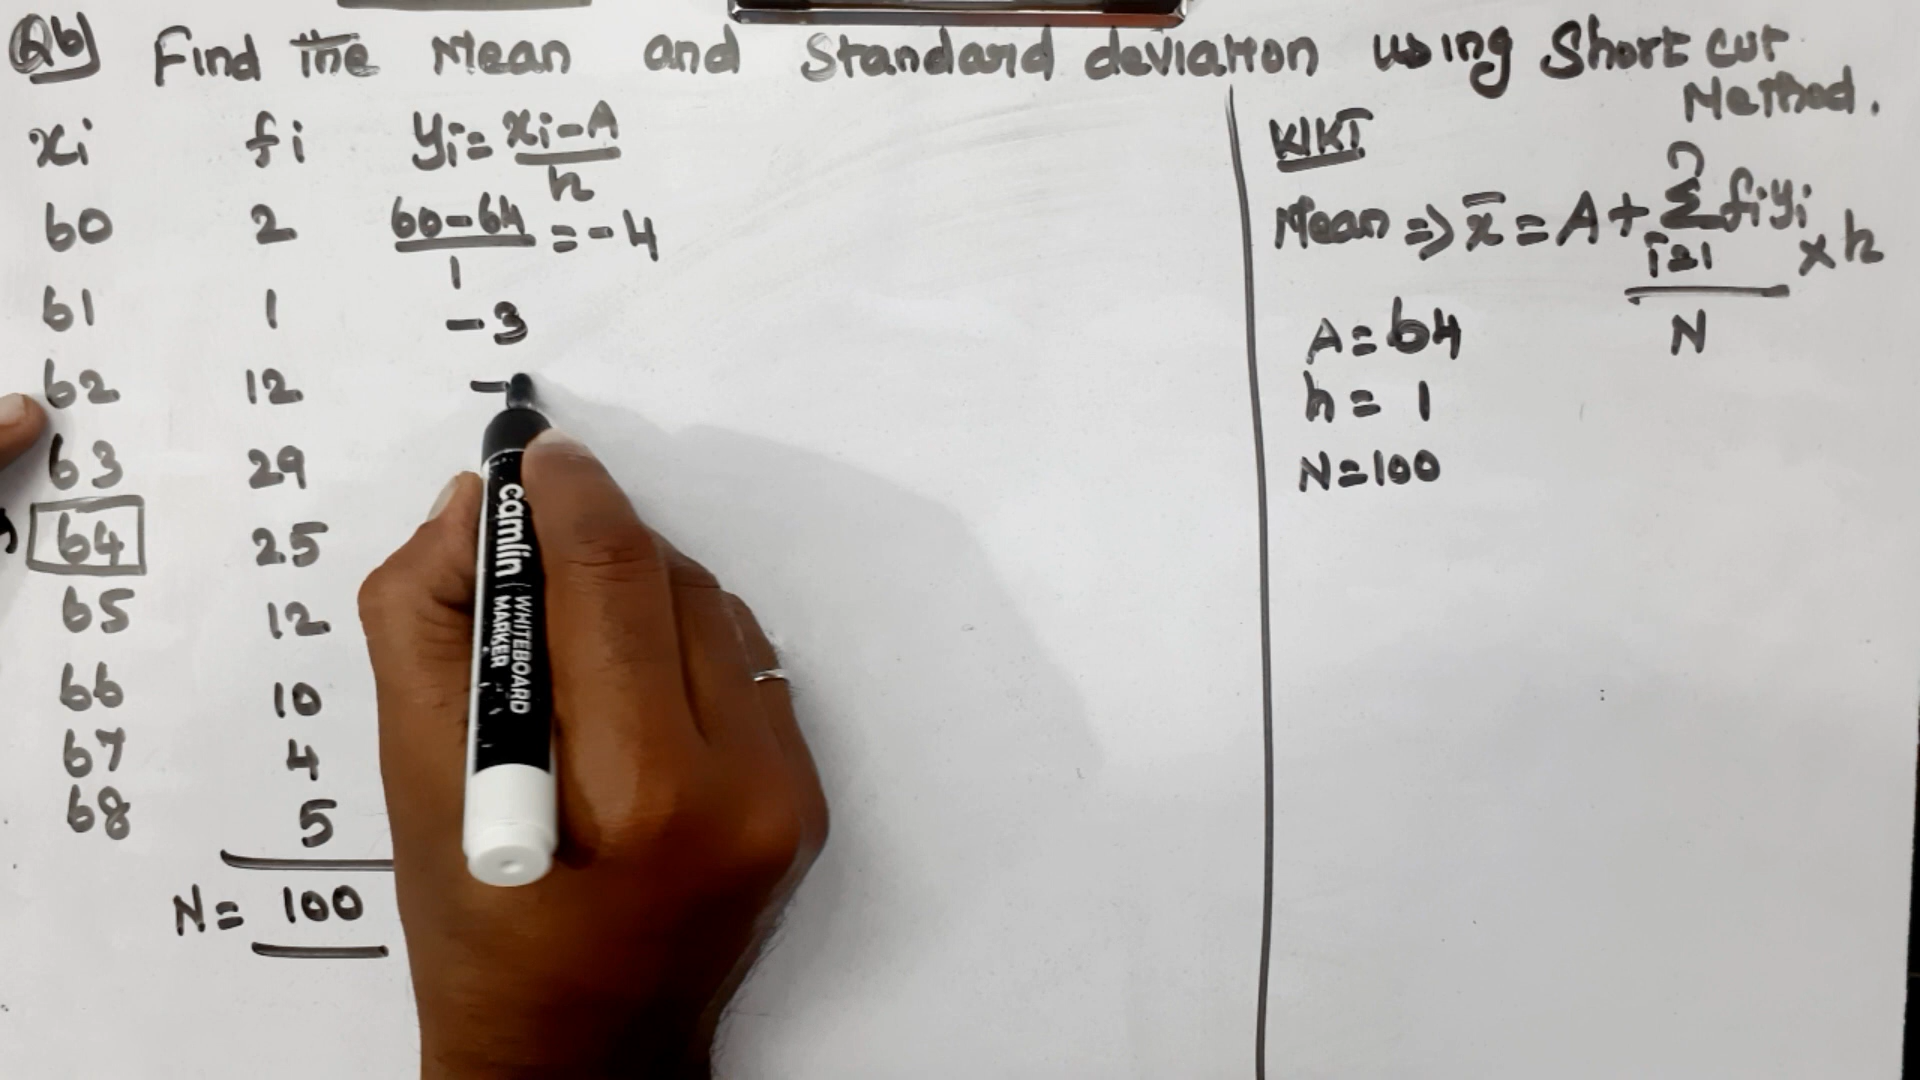 Q6) Find the Mean and Standard deviation using Short cut Method.
xi fi yi = xi-A / h
60 2 60-64 / 1 = -4
61 1 -3
62 12 -
63 29
64 25
65 12
66 10
67 4
68 5
N = 100
WKT
Mean => x̄ = A + Σ fiyi / N × h
i=1
A = 64
h = 1
N = 100
camlin WHITEBOARD MARKER